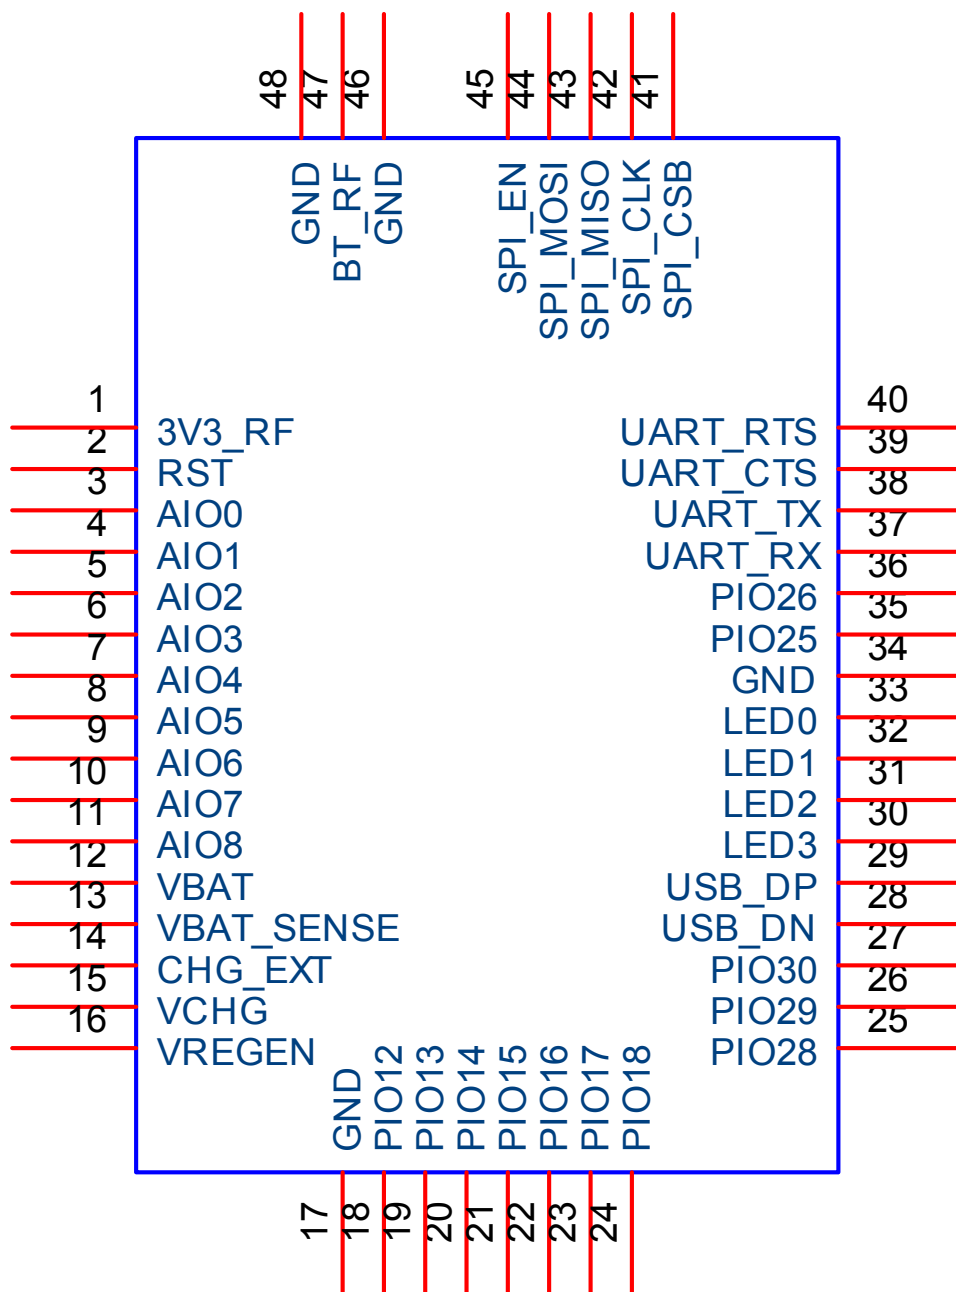 48 47 46 45 44 43 42 41
GND BT_RF GND SPI_EN SPI_MOSI SPI_MISO SPI_CLK SPI_CSB
1 40
3V3_RF UART_RTS
2 39
RST UART_CTS
3 38
AIO0 UART_TX
4 37
AIO1 UART_RX
5 36
AIO2 PIO26
6 35
AIO3 PIO25
7 34
AIO4 GND
8 33
AIO5 LED0
9 32
AIO6 LED1
10 31
AIO7 LED2
11 30
AIO8 LED3
12 29
VBAT USB_DP
13 28
VBAT_SENSE USB_DN
14 27
CHG_EXT PIO30
15 26
VCHG PIO29
16 25
VREGEN PIO28
GND PIO12 PIO13 PIO14 PIO15 PIO16 PIO17 PIO18
17 18 19 20 21 22 23 24